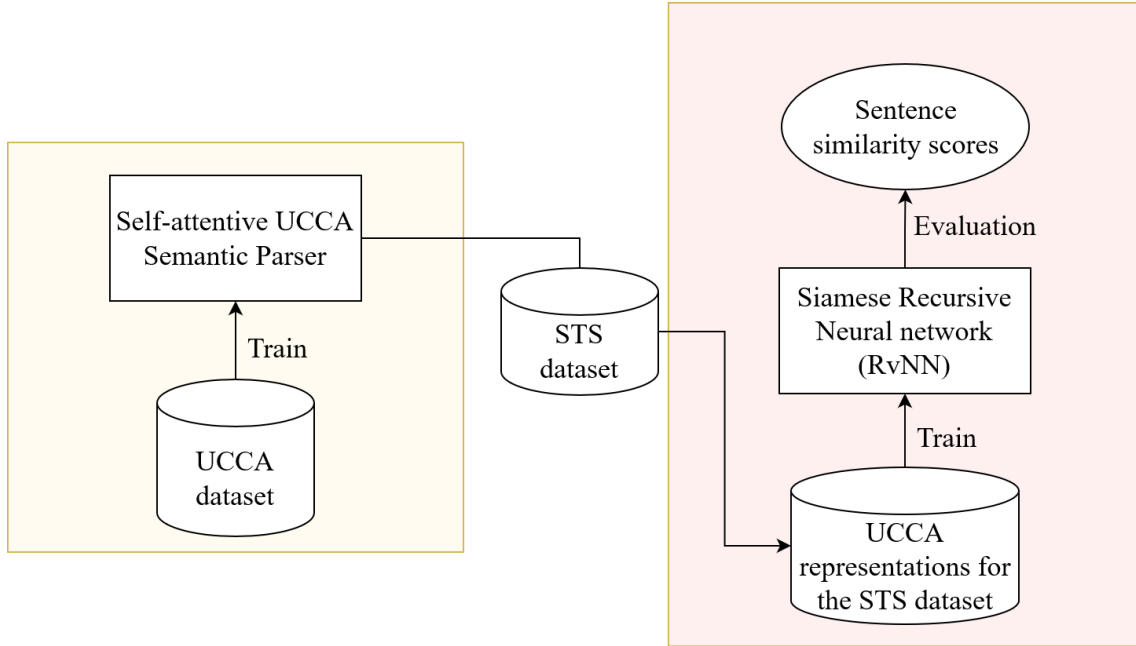 Self-attentive UCCA
Semantic Parser
Train
UCCA
dataset
STS
dataset
Sentence
similarity scores
Evaluation
Siamese Recursive
Neural network
(RvNN)
Train
UCCA
representations for
the STS dataset